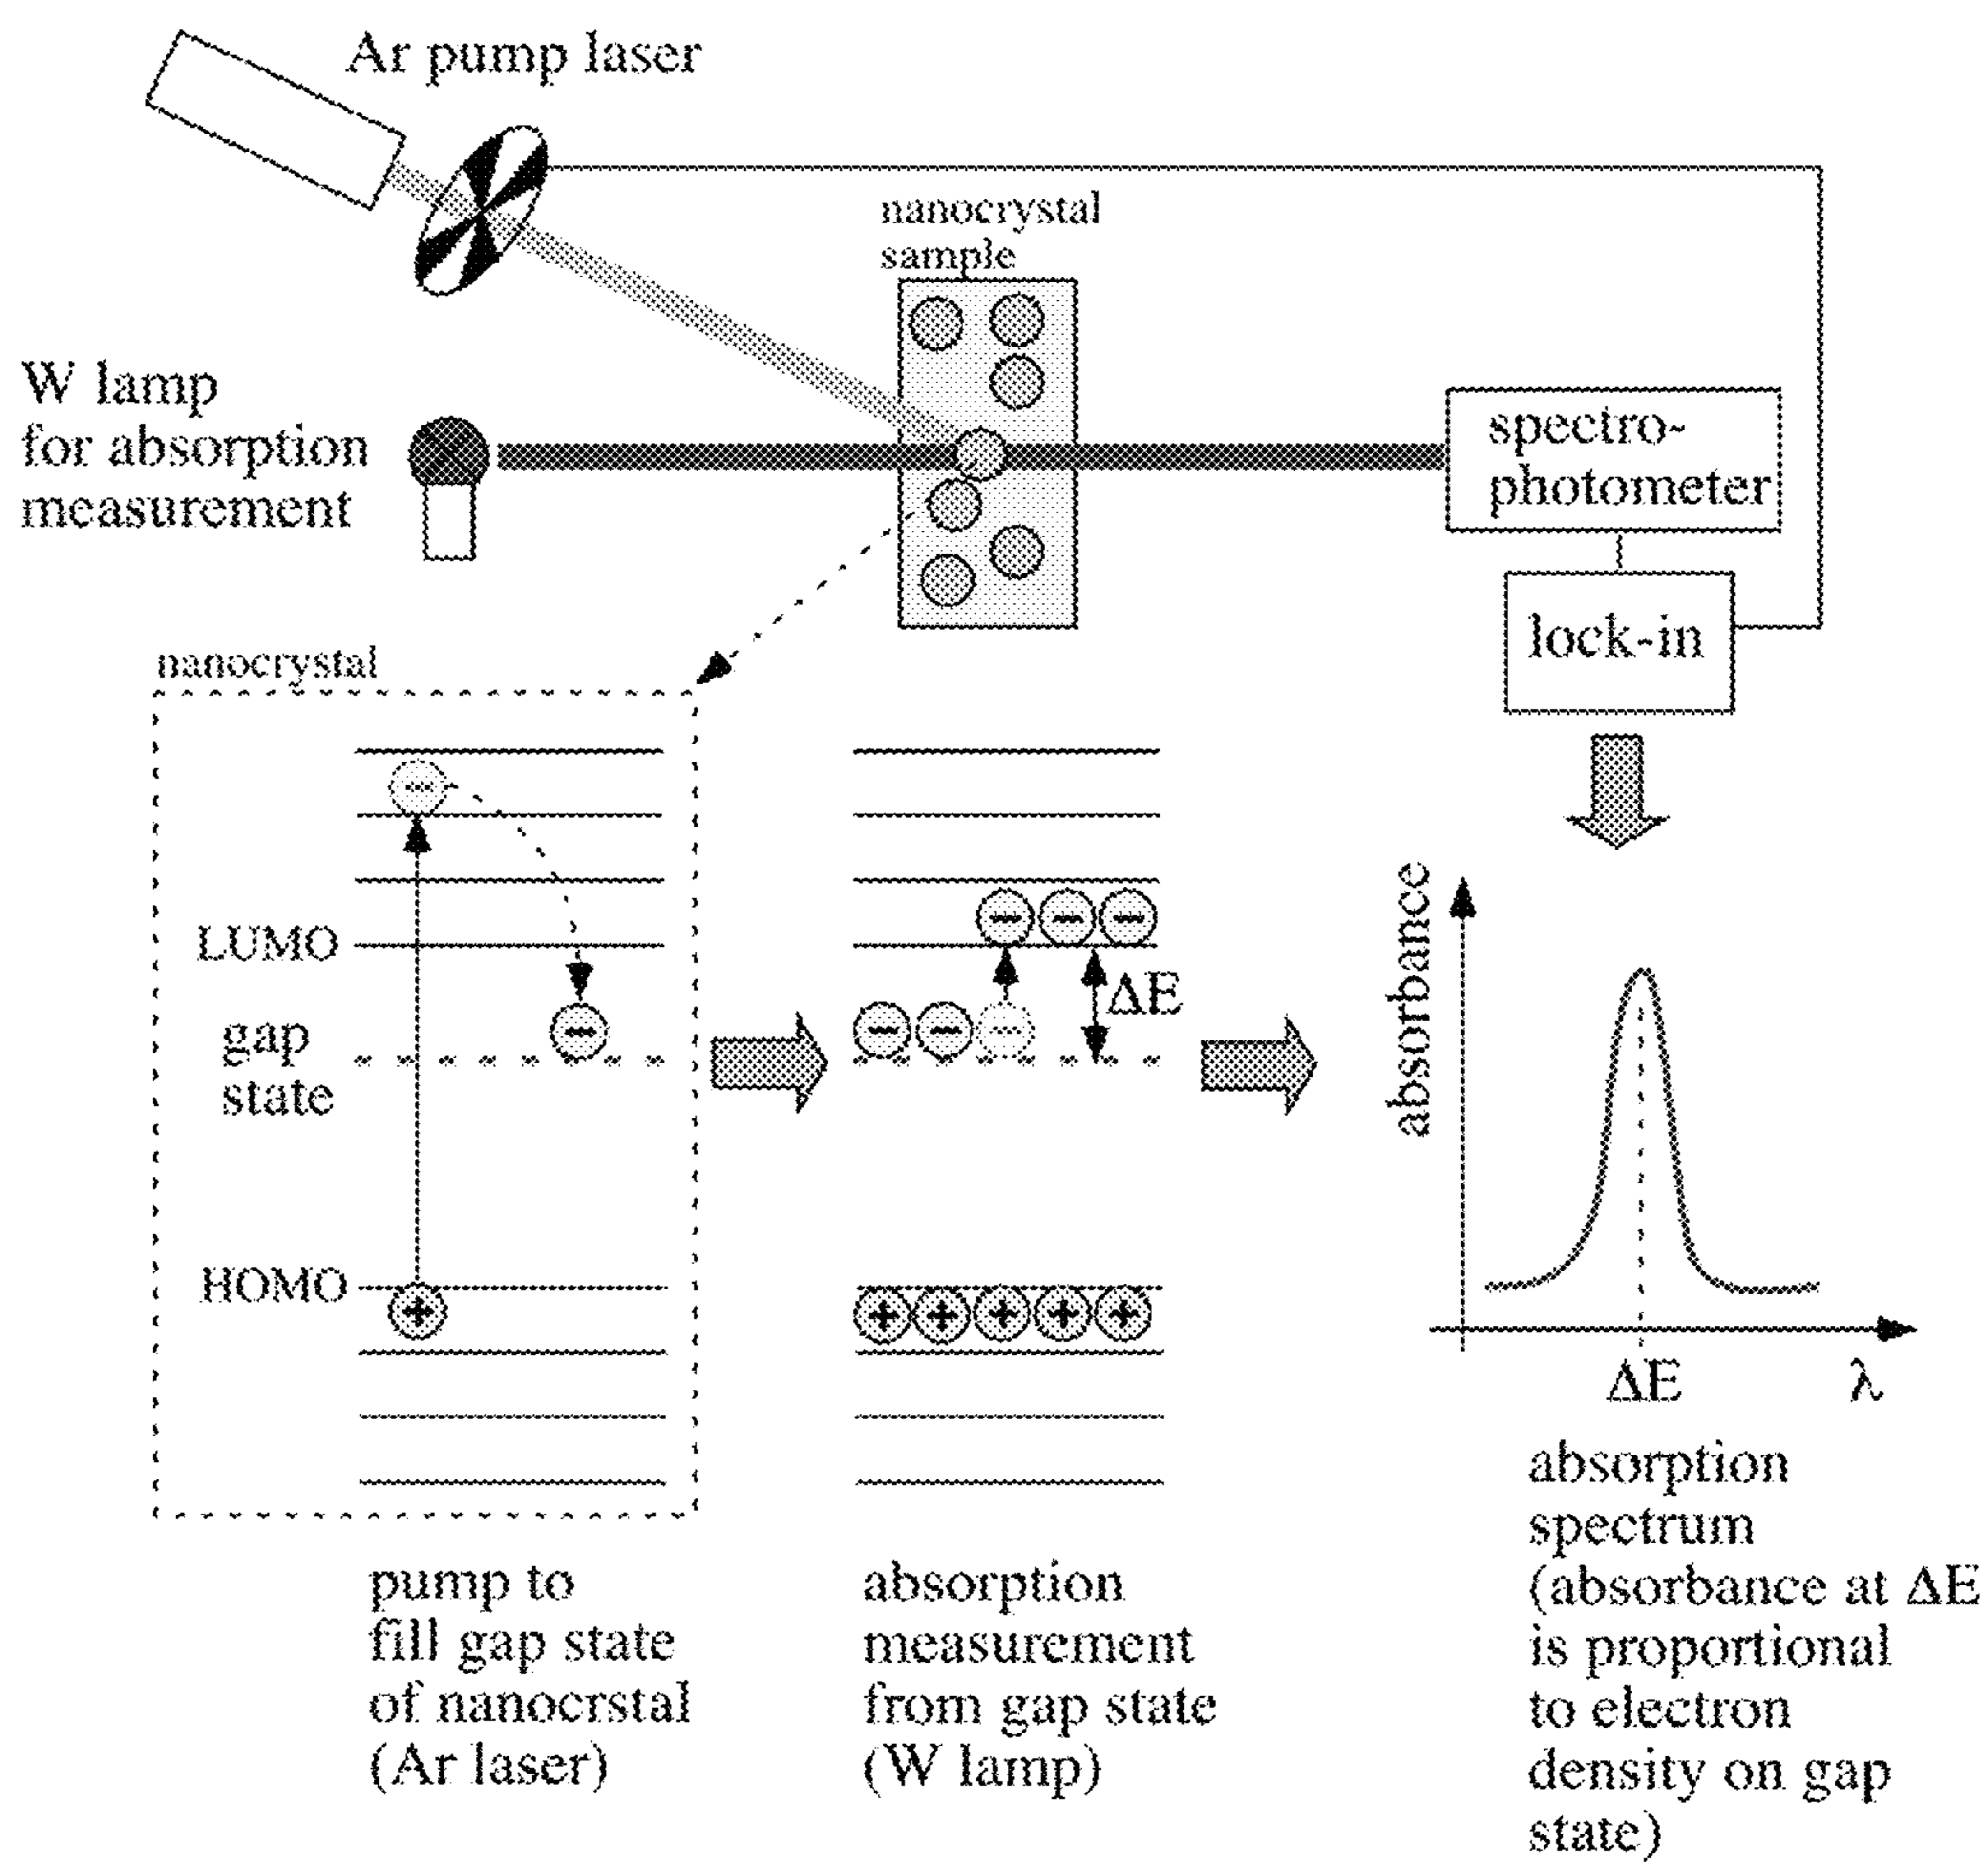 Ar pump laser
nanocrystal
sample
W lamp
for absorption
measurement
spectro-
photometer
lock-in
nanocrystal
LUMO
gap
state
HOMO
ΔE
absorbance
ΔE
λ
pump to
fill gap state
of nanocrstal
(Ar laser)
absorption
measurement
from gap state
(W lamp)
absorption
spectrum
(absorbance at ΔE
is proportional
to electron
density on gap
state)